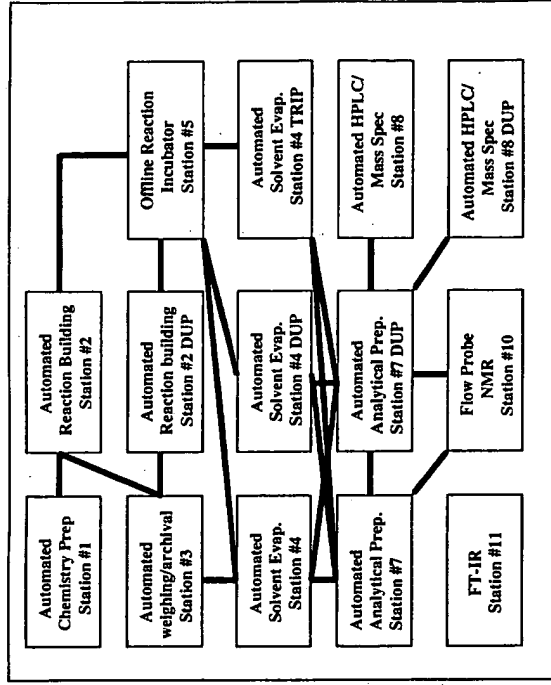 Automated
Chemistry Prep
Station #1
Automated
Reaction Building
Station #2
Automated
weighing/archival
Station #3
Automated
Reaction building
Station #2 DUP
Offline Reaction
Incubator
Station #5
Automated
Solvent Evap.
Station #4
Automated
Solvent Evap.
Station #4 DUP
Automated
Solvent Evap.
Station #4 TRIP
Automated
Analytical Prep.
Station #7
Automated
Analytical Prep.
Station #7 DUP
Automated HPLC/
Mass Spec
Station #8
FT-IR
Station #11
Flow Probe
NMR
Station #10
Automated HPLC/
Mass Spec
Station #8 DUP